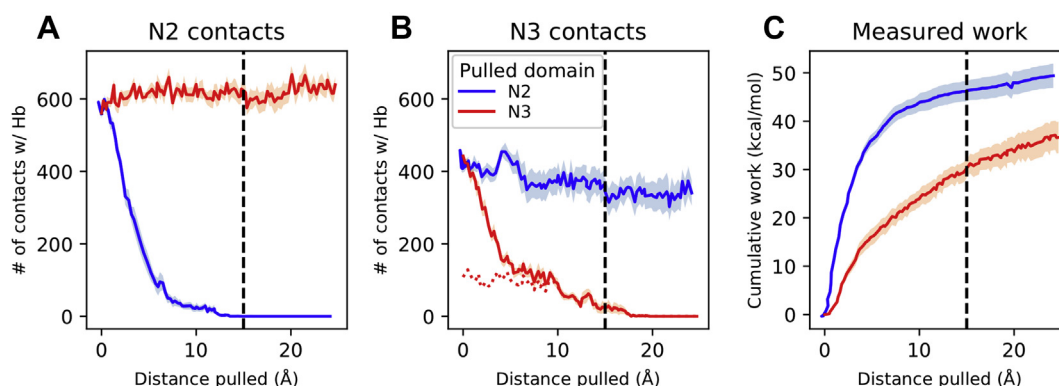 A
N2 contacts
# of contacts w/ Hb
600
400
200
0
0
10
20
Distance pulled (Å)
B
N3 contacts
Pulled domain
N2
N3
# of contacts w/ Hb
600
400
200
0
0
10
20
Distance pulled (Å)
C
Measured work
Cumulative work (kcal/mol)
50
40
30
20
10
0
0
10
20
Distance pulled (Å)